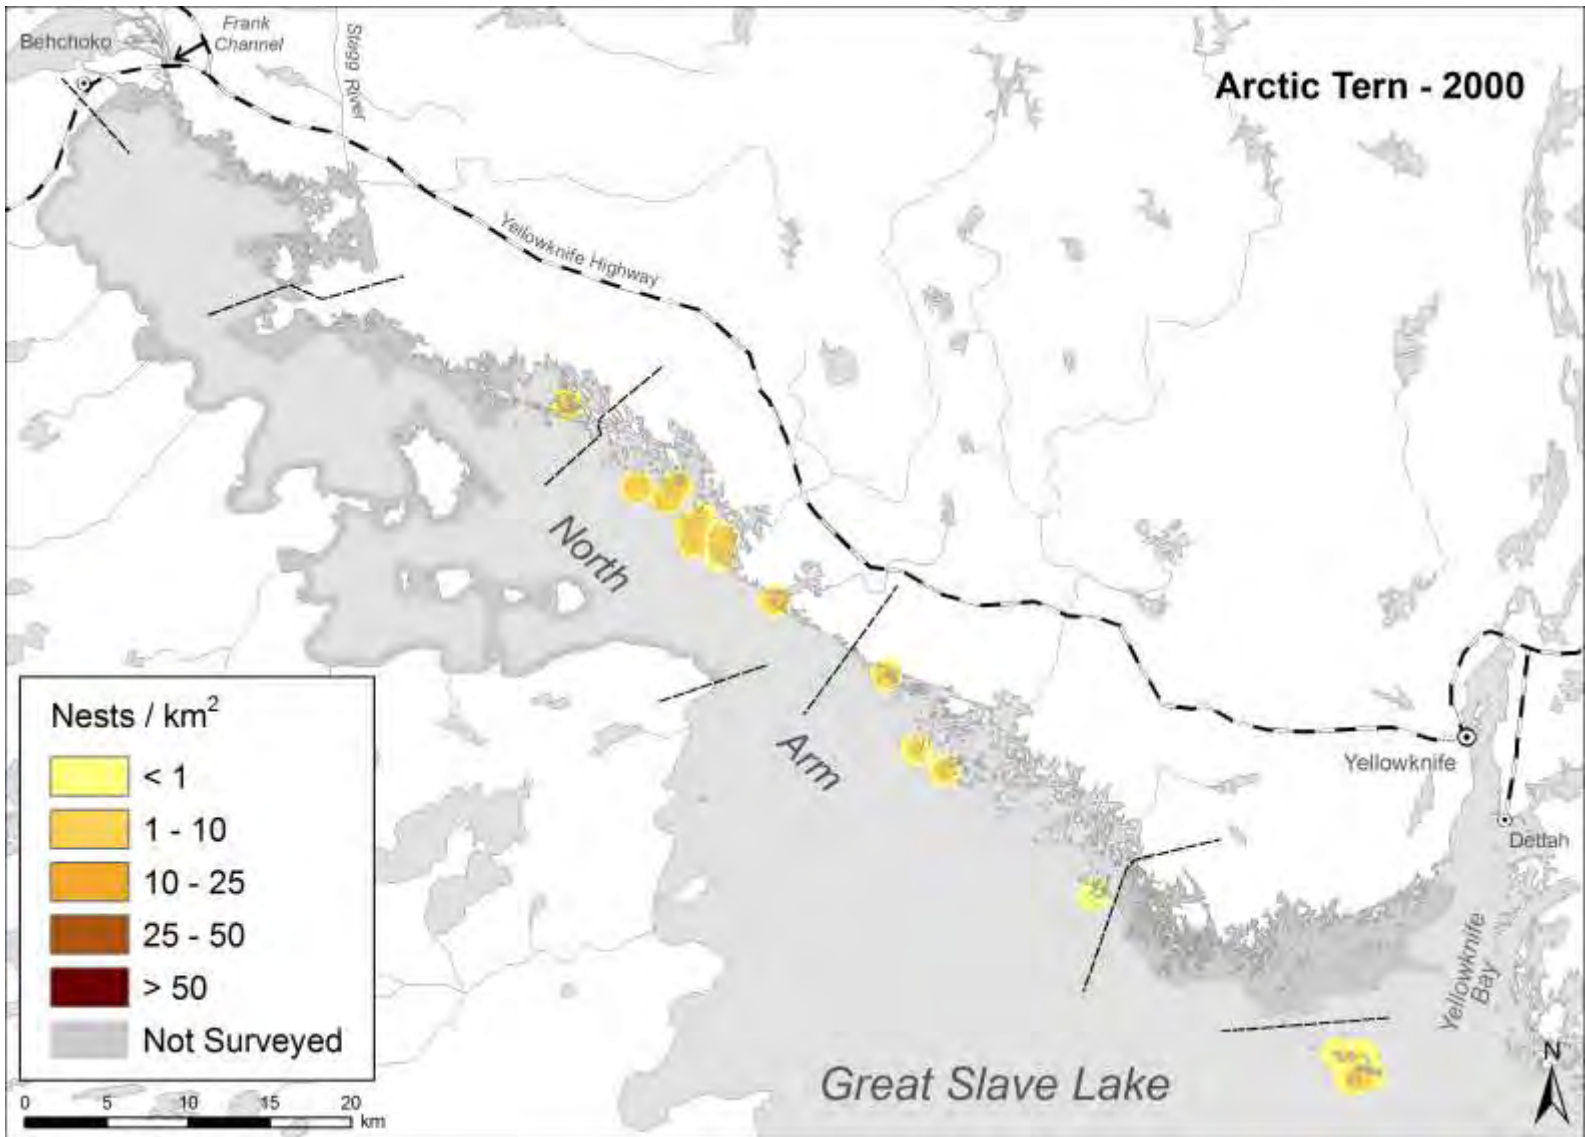 Behchoko
Frank
Channel
Stagg River
Arctic Tern - 2000
Yellowknife Highway
North
Arm
Yellowknife
Dettah
Yellowknife
Bay
Great Slave Lake
N
Nests / km²
< 1
1 - 10
10 - 25
25 - 50
> 50
Not Surveyed
0 5 10 15 20
km